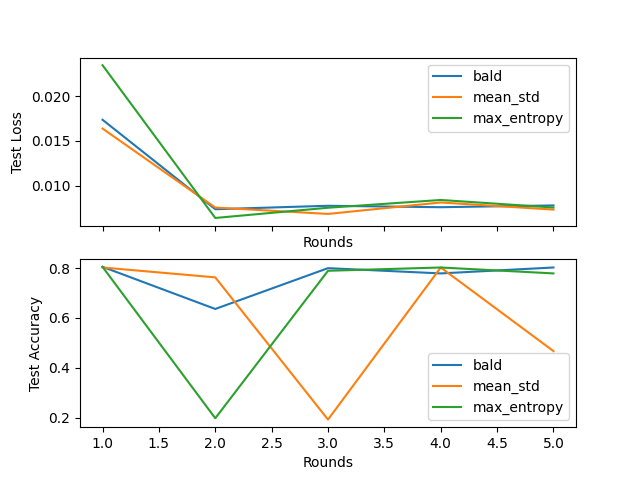 Test Loss
0.020
0.015
0.010
bald
mean_std
max_entropy
Rounds
Test Accuracy
0.8
0.6
0.4
0.2
bald
mean_std
max_entropy
1.0 1.5 2.0 2.5 3.0 3.5 4.0 4.5 5.0
Rounds